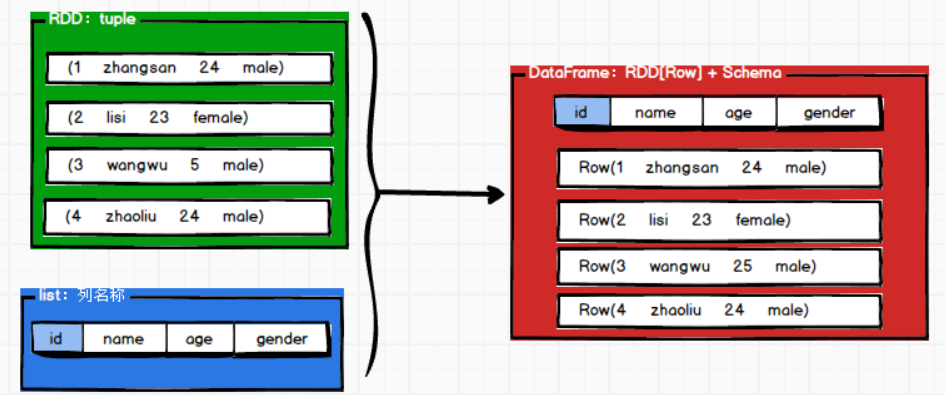 RDD: tuple
(1 zhangsan 24 male)
(2 lisi 23 female)
(3 wangwu 5 male)
(4 zhaoliu 24 male)
list: 列名称
id name age gender
DataFrame: RDD[Row] + Schema
id name age gender
Row(1 zhangsan 24 male)
Row(2 lisi 23 female)
Row(3 wangwu 25 male)
Row(4 zhaoliu 24 male)